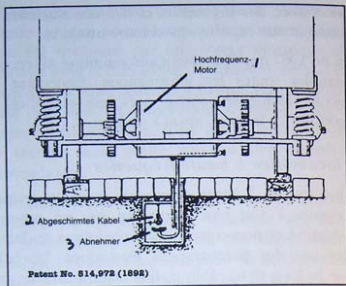 Hochfrequenz- 1
Motor
2 Abgeschirmtes Kabel
3 Abnehmer
Patent No. 514,972 (1892)